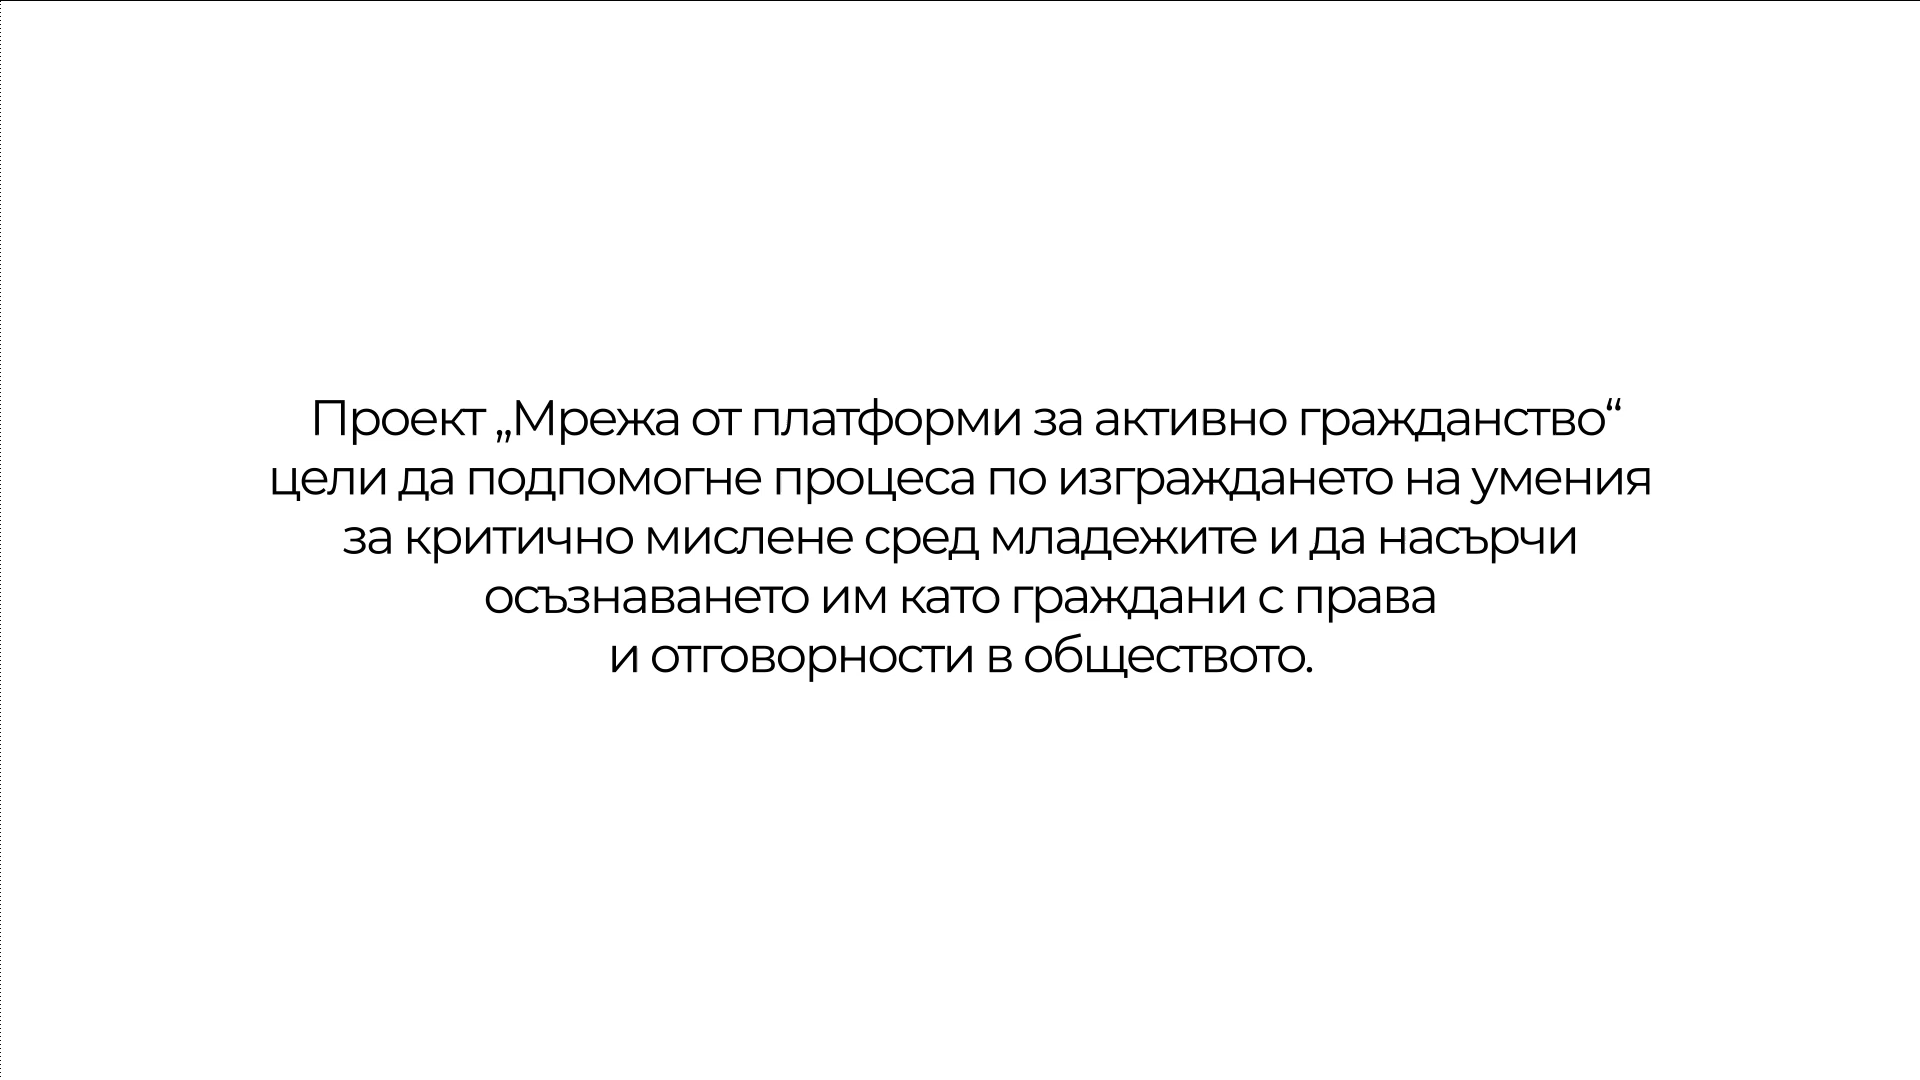 Проект „Мрежа от платформи за активно гражданство“
цели да подпомогне процеса по изграждането на умения
за критично мислене сред младежите и да насърчи
осъзнаването им като граждани с права
и отговорности в обществото.